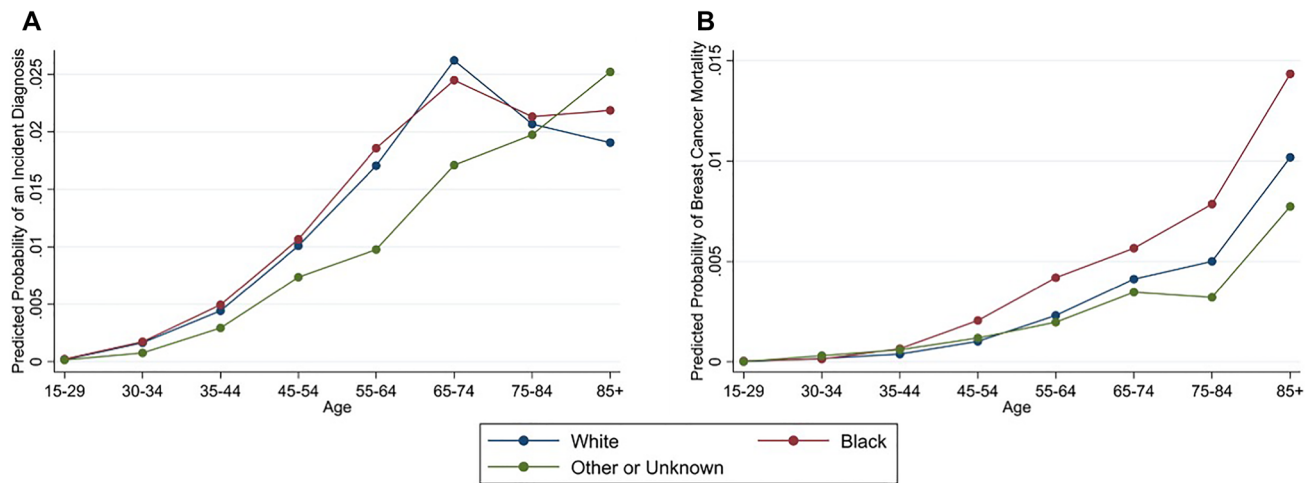 A
Predicted Probability of an Incident Diagnosis
.025
.02
.015
.01
.005
0
15-29 30-34 35-44 45-54 55-64 65-74 75-84 85+
Age
B
Predicted Probability of Breast Cancer Mortality
.015
.010
.005
0
15-29 30-34 35-44 45-54 55-64 65-74 75-84 85+
Age
White Black
Other or Unknown